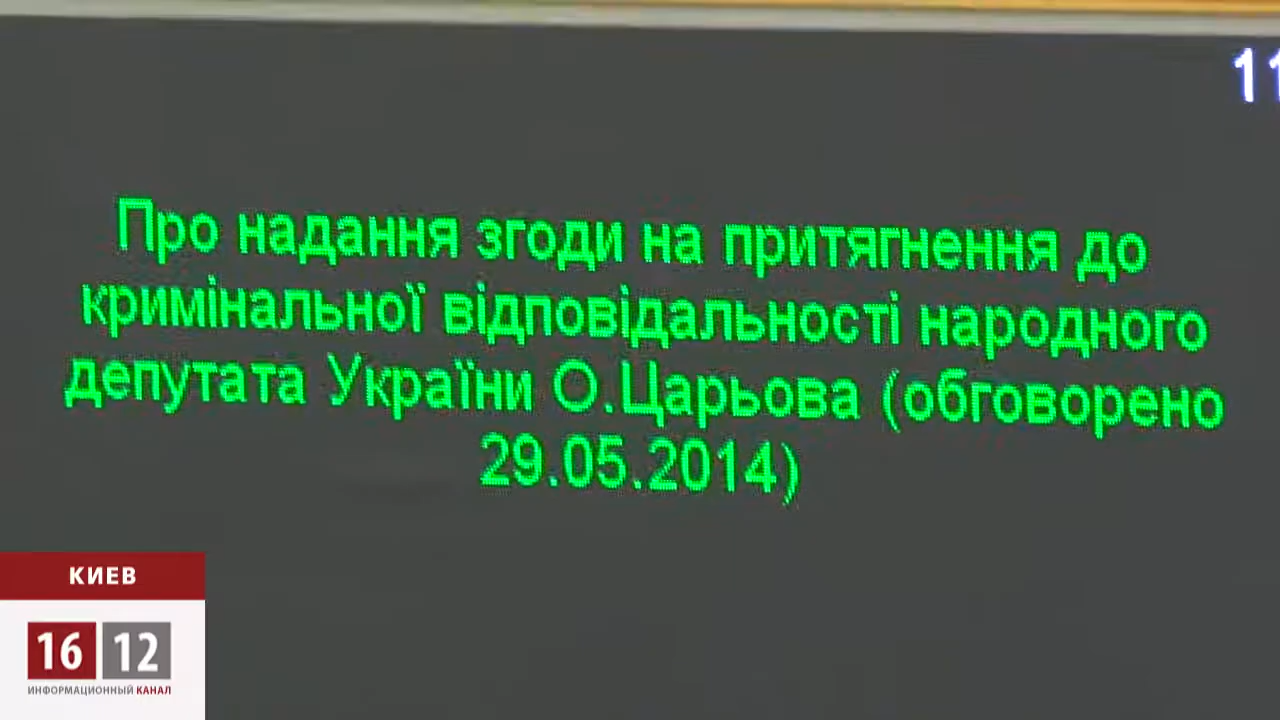 11
Про надання згоди на притягнення до
кримінальної відповідальності народного
депутата України О.Царьова (обговорено
29.05.2014)
КИЕВ
16 12
ИНФОРМАЦИОННЫЙ КАНАЛ